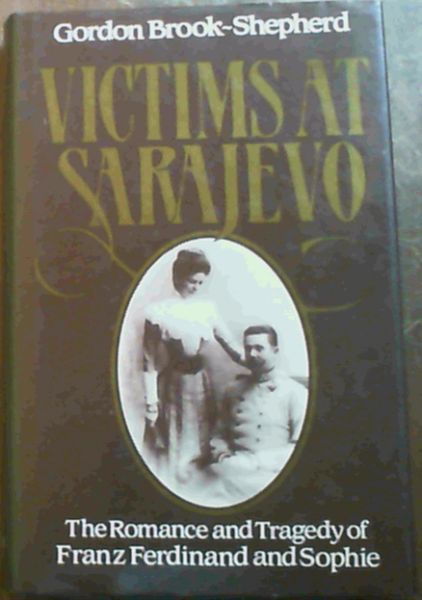 Gordon Brook-Shepherd
VICTIMS AT
SARAJEVO
The Romance and Tragedy of
Franz Ferdinand and Sophie